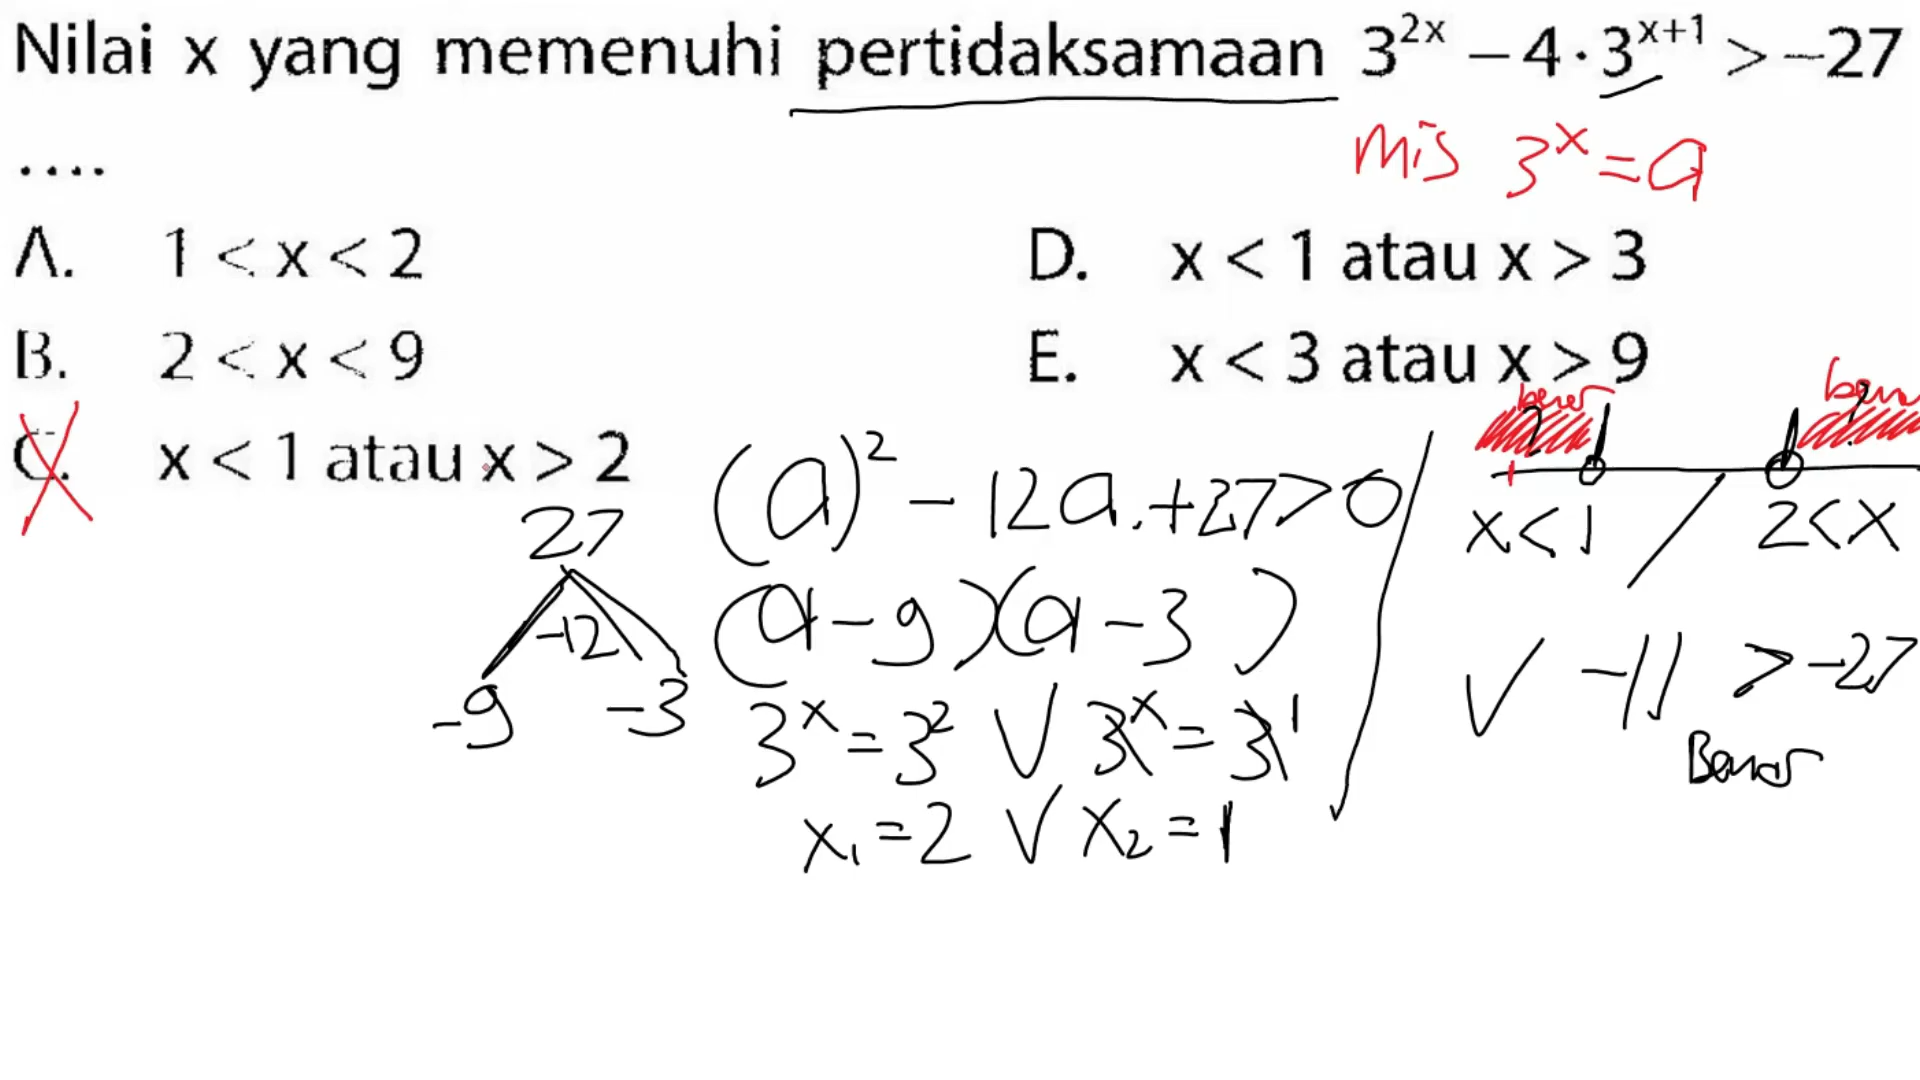 Nilai x yang memenuhi pertidaksamaan 3^{2x} – 4 · 3^{x+1} > –27
....
mis 3^x = a
A. 1 < x < 2
B. 2 < x < 9
C. x < 1 atau x > 2
D. x < 1 atau x > 3
E. x < 3 atau x > 9
27
-12
-9 -3
(a)² - 12a. + 27 > 0
(a - 9)(a - 3)
3^x = 3² V 3^x = 3^1
x₁ = 2 V x₂ = 1
benar
?
x < 1 / 2 < x
✓ -11 > -27
Benar